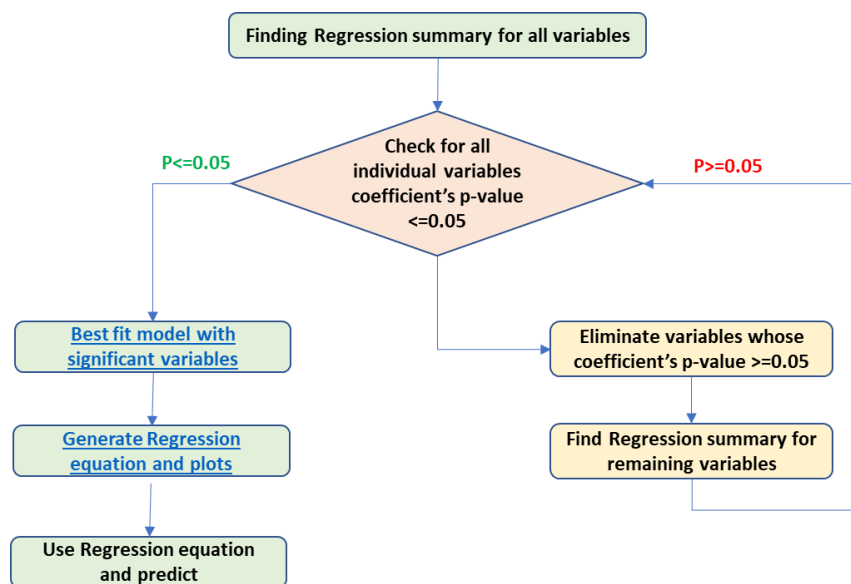 Finding Regression summary for all variables
Check for all
individual variables
coefficient's p-value
<=0.05
P<=0.05
P>=0.05
Best fit model with
significant variables
Eliminate variables whose
coefficient's p-value >=0.05
Generate Regression
equation and plots
Find Regression summary for
remaining variables
Use Regression equation
and predict